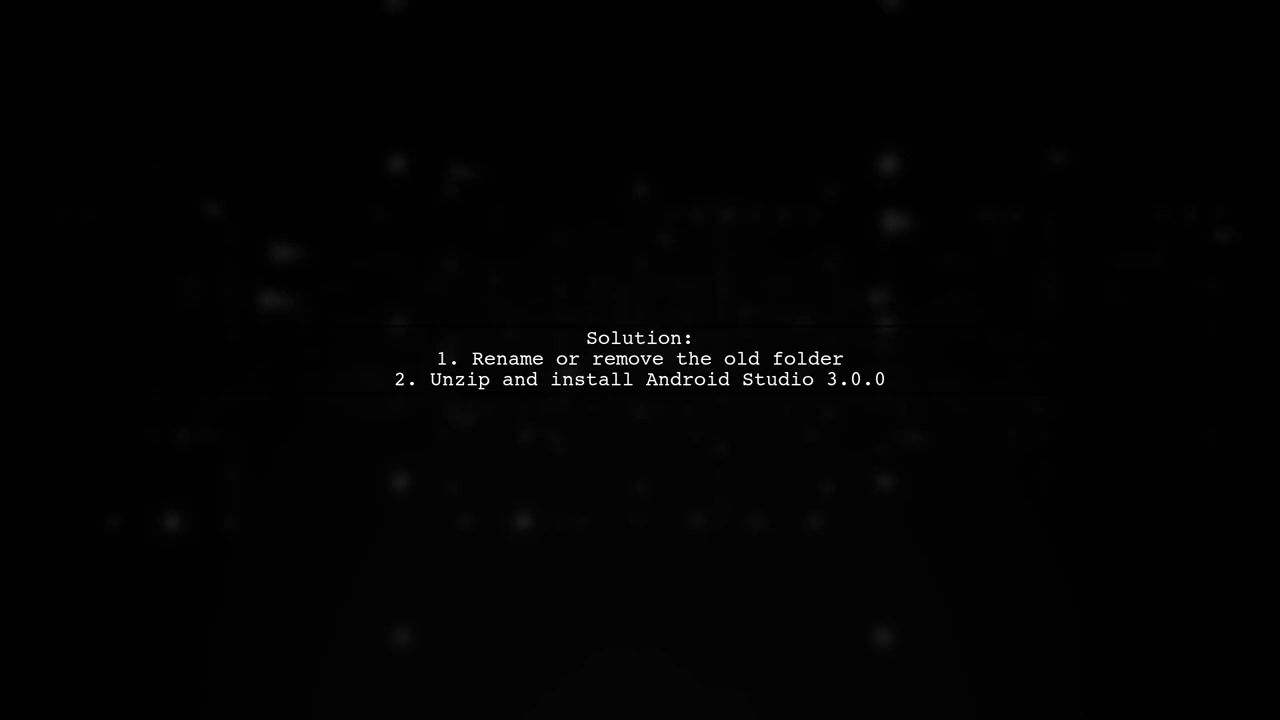 Solution:
1. Rename or remove the old folder
2. Unzip and install Android Studio 3.0.0